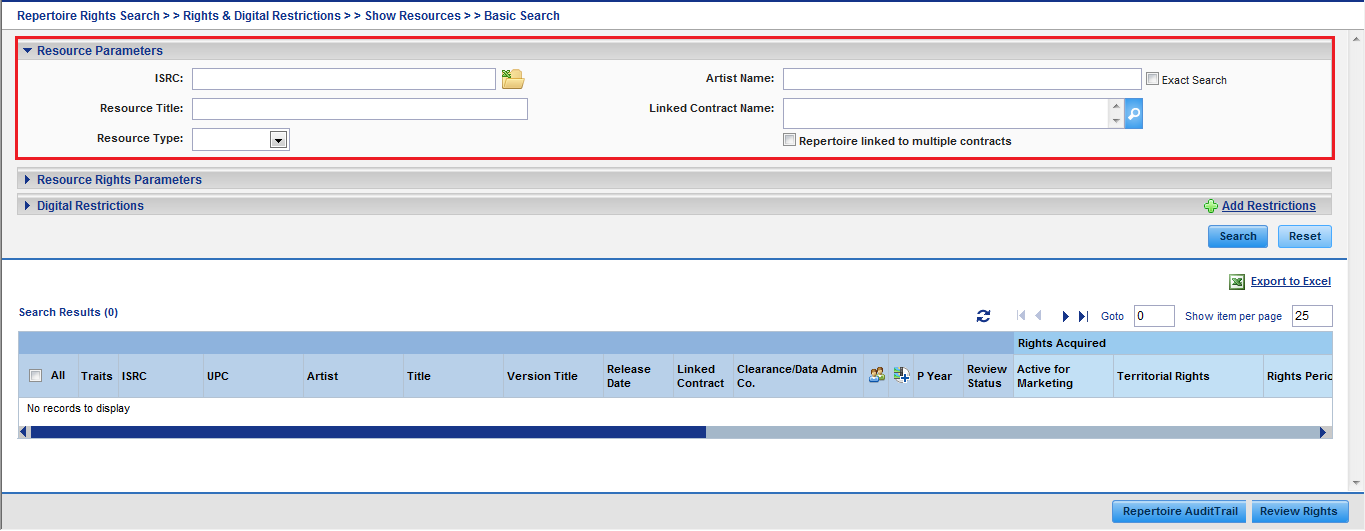 Repertoire Rights Search > > Rights & Digital Restrictions > > Show Resources > > Basic Search
Resource Parameters
ISRC:
Artist Name:
Exact Search
Resource Title:
Linked Contract Name:
Resource Type:
Repertoire linked to multiple contracts
Resource Rights Parameters
Digital Restrictions
Add Restrictions
Search
Reset
Export to Excel
Search Results (0)
Goto
0
Show item per page
25
Rights Acquired
All
Traits
ISRC
UPC
Artist
Title
Version Title
Release
Date
Linked
Contract
Clearance/Data Admin
Co.
P Year
Review
Status
Active for
Marketing
Territorial Rights
Rights Peric
No records to display
Repertoire AuditTrail
Review Rights